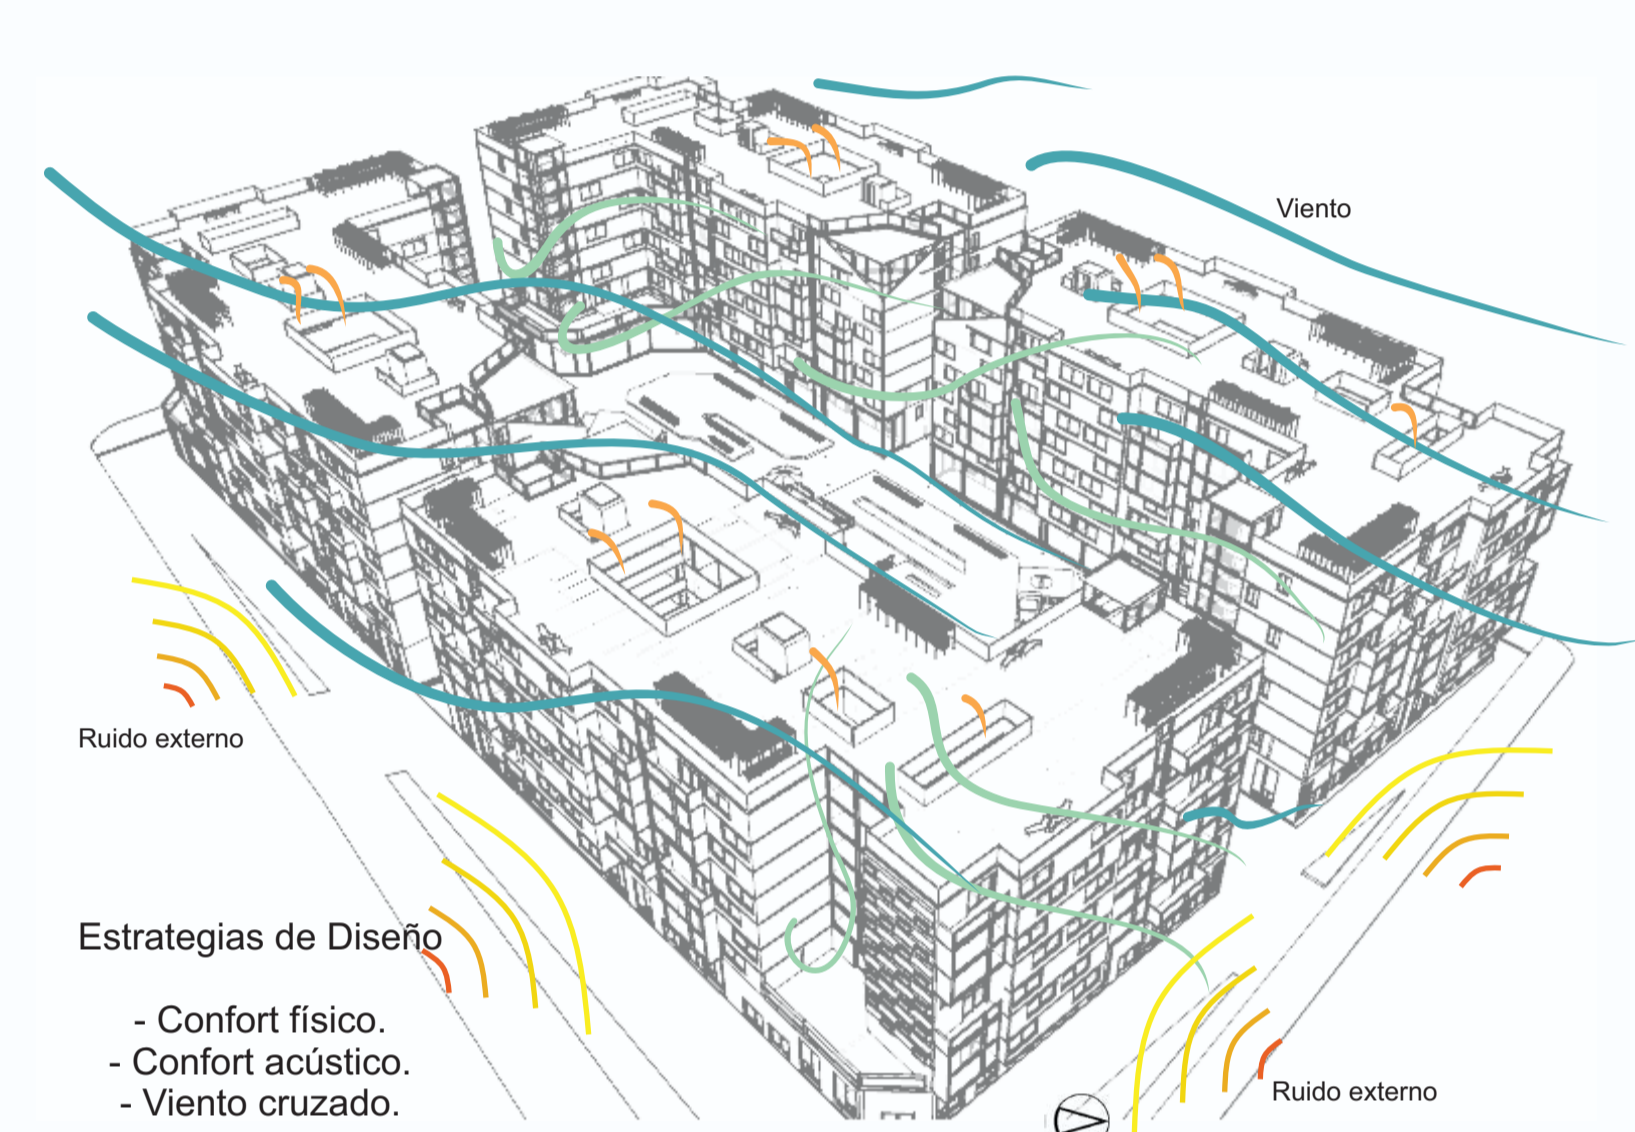 Viento
Ruido externo
Estrategias de Diseño
- Confort físico.
- Confort acústico.
- Viento cruzado.
Ruido externo